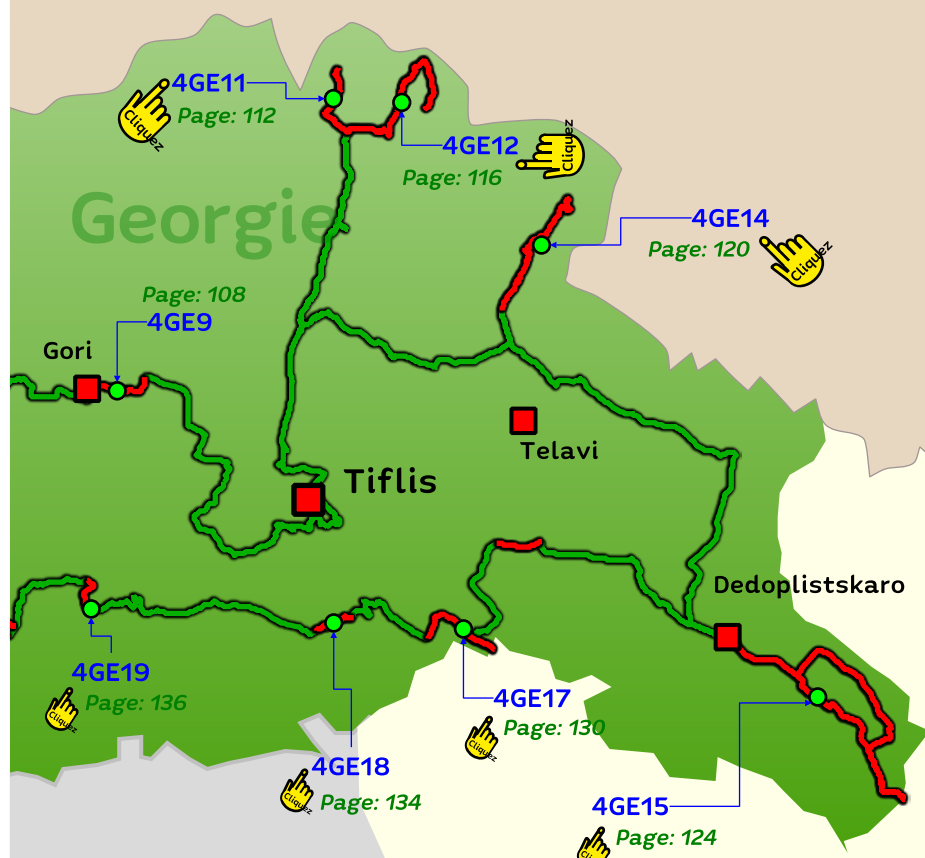 4GE11
Page: 112
Cliquez
4GE12
Page: 116
Cliquez
Georgie
4GE14
Page: 120
Cliquez
Page: 108
4GE9
Gori
Telavi
Tiflis
Dedoplistskaro
4GE19
Page: 136
Cliquez
4GE17
Page: 130
Cliquez
4GE18
Page: 134
Cliquez
4GE15
Page: 124
Cliquez